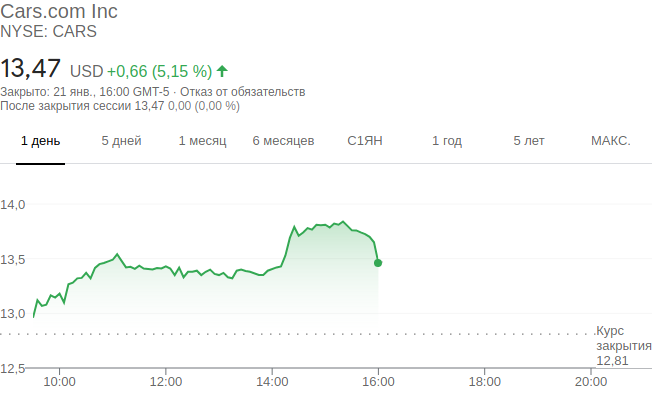 Cars.com Inc
NYSE: CARS
13,47 USD +0,66 (5,15 %)
Закрыто: 21 янв., 16:00 GMT-5 · Отказ от обязательств
После закрытия сессии 13,47 0,00 (0,00 %)
1 день 5 дней 1 месяц 6 месяцев С1ЯН 1 год 5 лет МАКС.
14,0
13,5
13,0
Курс
закрытия
12,81
12,5
10:00 12:00 14:00 16:00 18:00 20:00